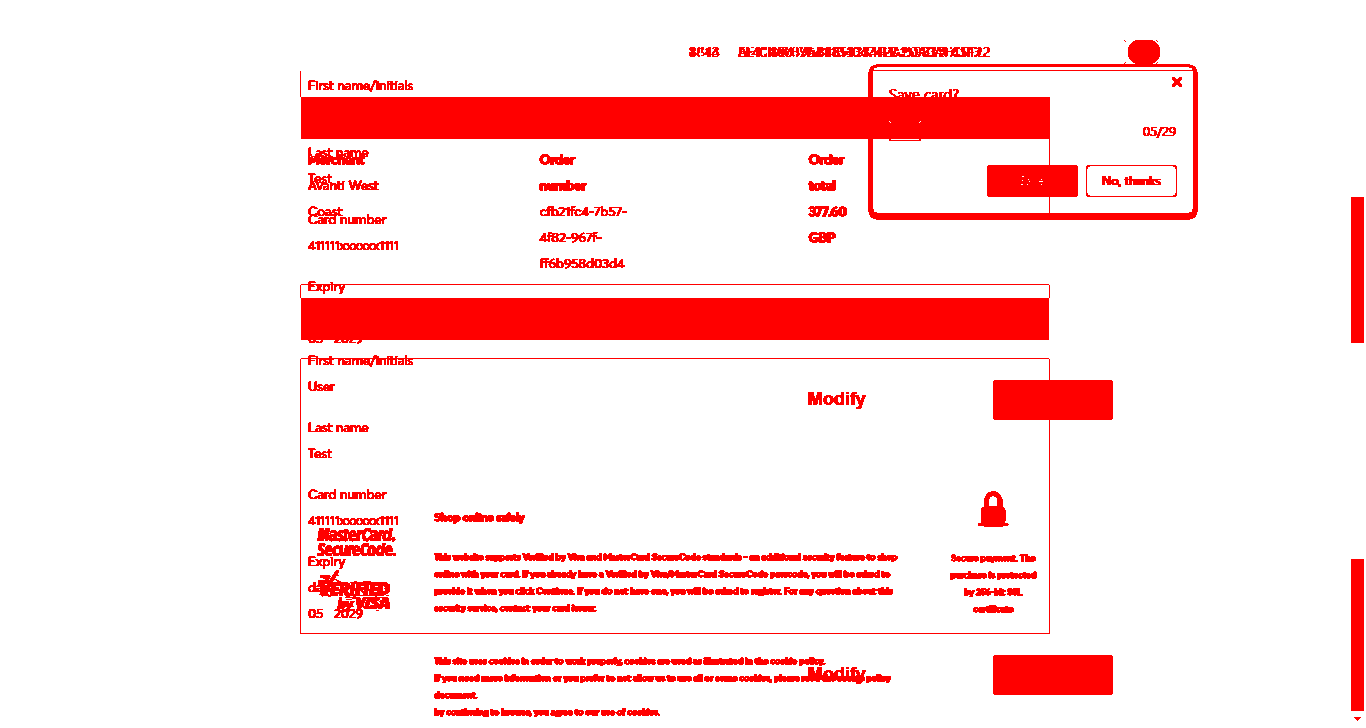 First name/Initials
Save card?
05/29
No, thanks
Last name
Merchant
Order
Order
Test
Avanti West
number
total
Coast
cfb21fc4-7b57-
377.60
Card number
4f82-967f-
GBP
411111xxxxxx1111
ff6b958d03d4
Expiry
05 2029
First name/Initials
User
Modify
Last name
Test
Card number
411111xxxxxx1111
Shop online safely
MasterCard.
SecureCode.
This website supports Verified by Visa and MasterCard SecureCode standards - an additional security feature to shop
online with your card. If you already have a Verified by Visa/MasterCard SecureCode passcode, you will be asked to
provide it when you click Continue. If you do not have one, you will be asked to register. For any question about this
security service, contact your card issuer.
Secure payment. The
purchase is protected
by 256-bit SSL
certificate
Expiry
VERIFIED
by VISA
05 2029
This site uses cookies in order to work properly, cookies are used as illustrated in the cookie policy.
If you need more information or you prefer to not allow us to use all or some cookies, please policy
Modify
document.
by continuing to browse, you agree to our use of cookies.